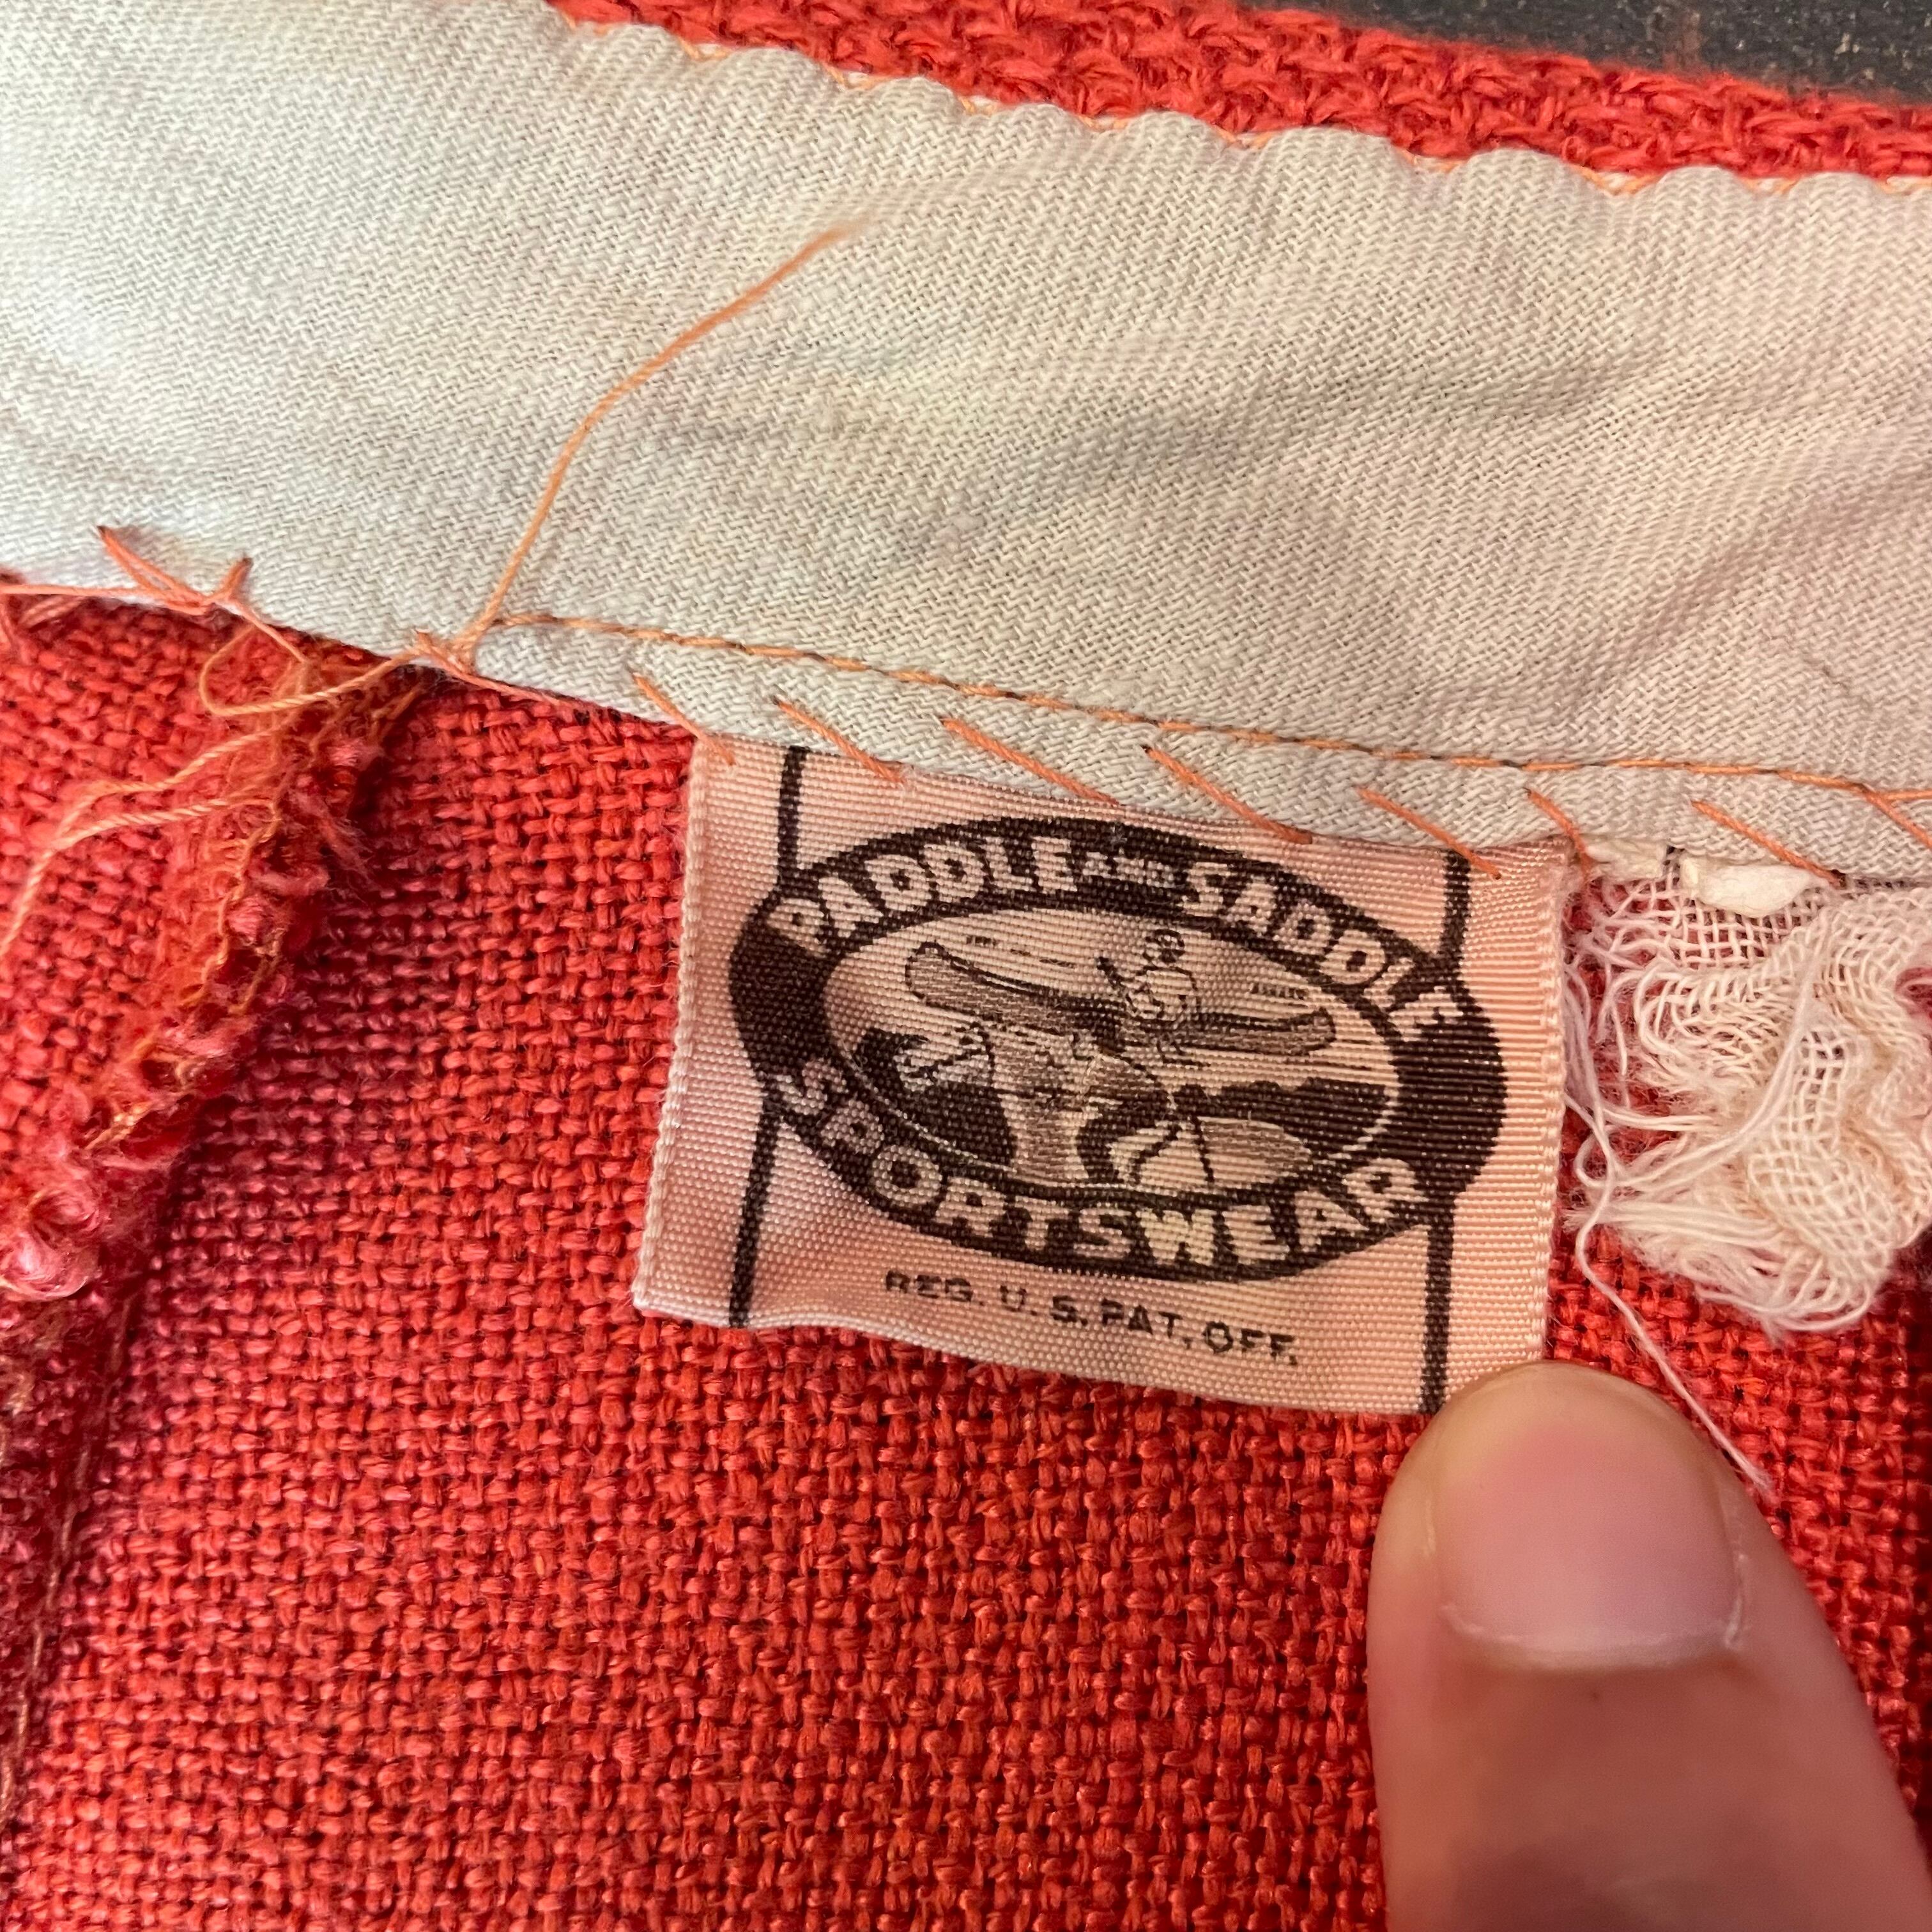 PADDLE AND SADDLE
SPORTSWEAR
REG. U.S. PAT. OFF.